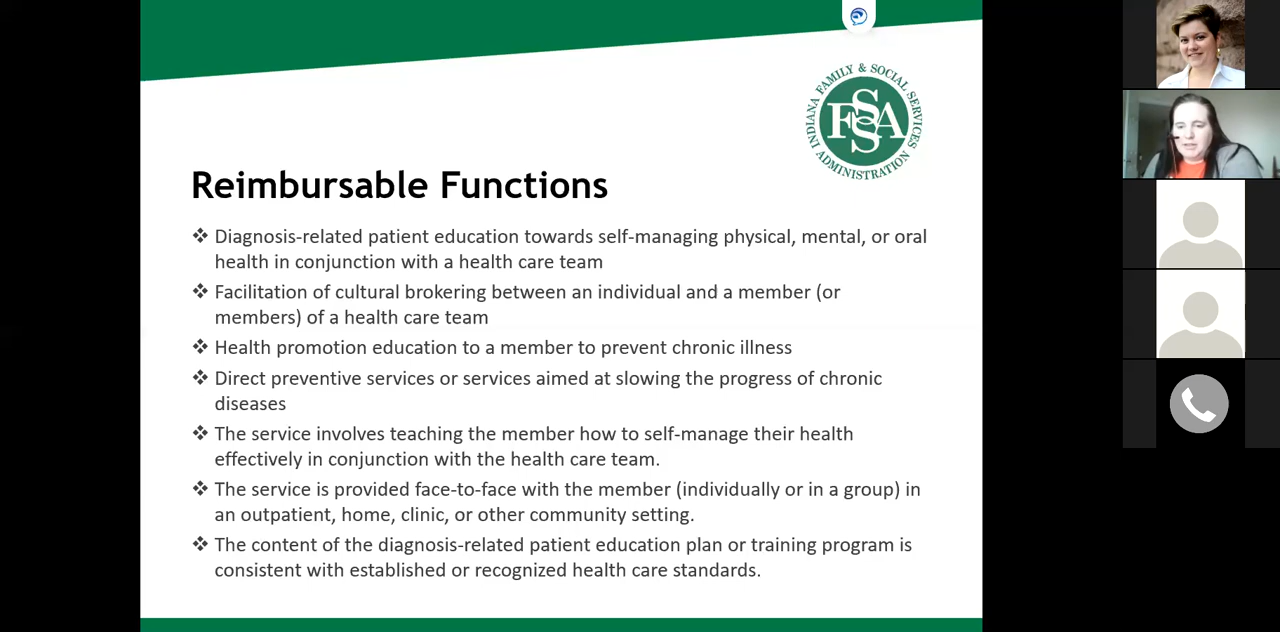 INDIANA FAMILY & SOCIAL SERVICES ADMINISTRATION
FSSA
Reimbursable Functions
❖ Diagnosis-related patient education towards self-managing physical, mental, or oral
health in conjunction with a health care team
❖ Facilitation of cultural brokering between an individual and a member (or
members) of a health care team
❖ Health promotion education to a member to prevent chronic illness
❖ Direct preventive services or services aimed at slowing the progress of chronic
diseases
❖ The service involves teaching the member how to self-manage their health
effectively in conjunction with the health care team.
❖ The service is provided face-to-face with the member (individually or in a group) in
an outpatient, home, clinic, or other community setting.
❖ The content of the diagnosis-related patient education plan or training program is
consistent with established or recognized health care standards.